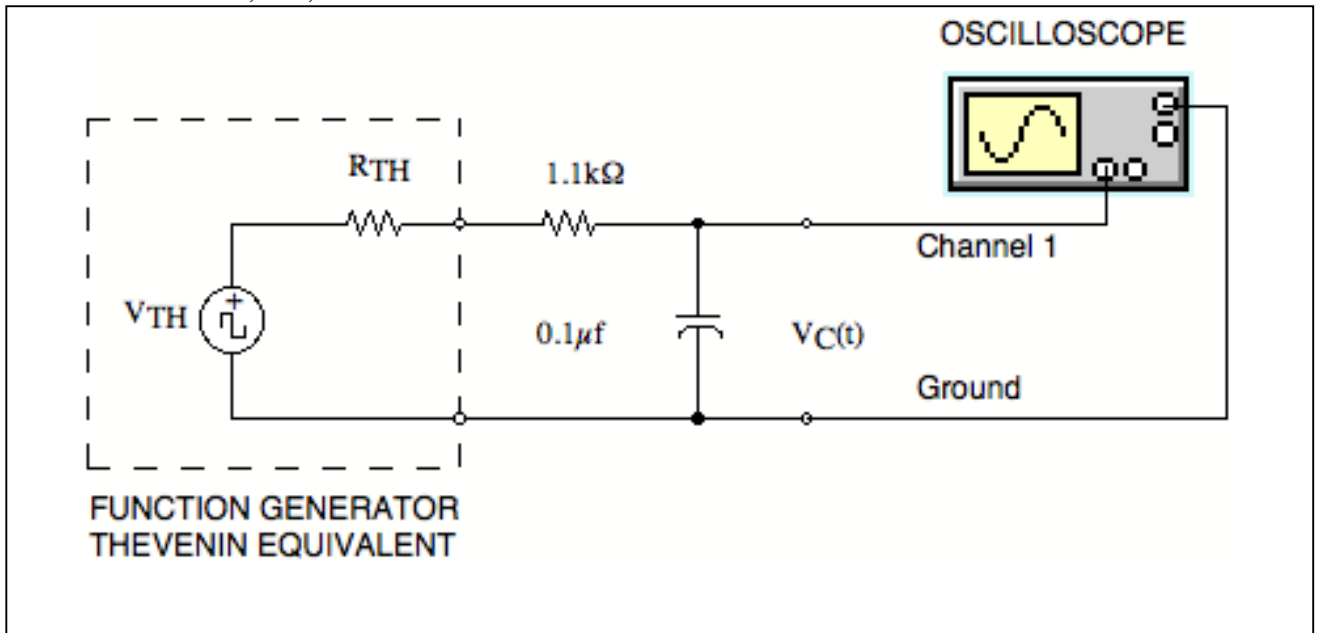 OSCILLOSCOPE
RTH
1.1kΩ
Channel 1
VTH
+
0.1μf
VC(t)
Ground
FUNCTION GENERATOR
THEVENIN EQUIVALENT